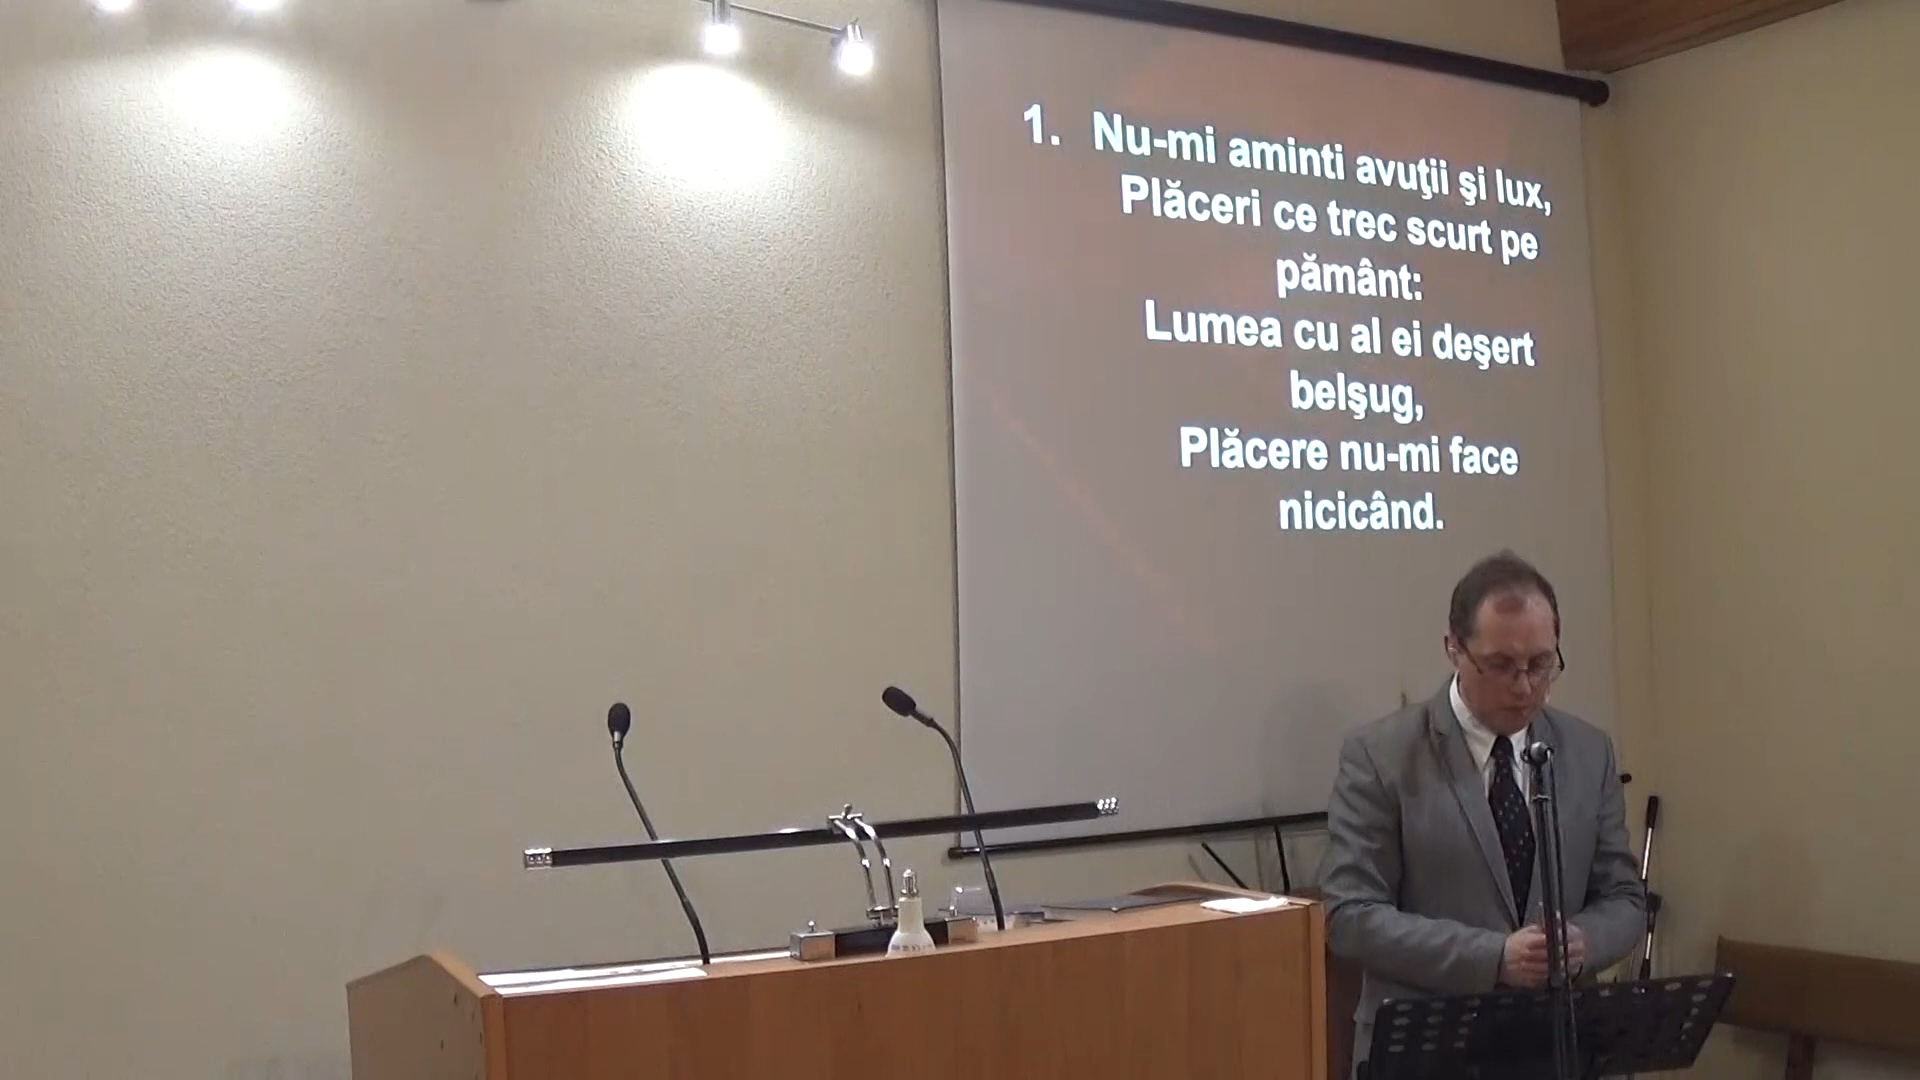 1. Nu-mi aminti avuţii şi lux,
Plăceri ce trec scurt pe
pământ:
Lumea cu al ei deşert
belşug,
Plăcere nu-mi face
nicicând.